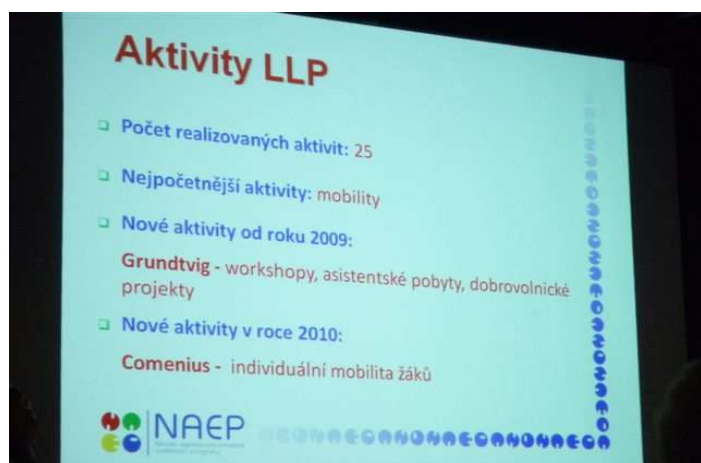 Aktivity LLP
Počet realizovaných aktivit: 25
Nejpočetnější aktivity: mobility
Nové aktivity od roku 2009:
Grundtvig - workshopy, asistentské pobyty, dobrovolnické
projekty
Nové aktivity v roce 2010:
Comenius - individuální mobilita žáků
NAEP